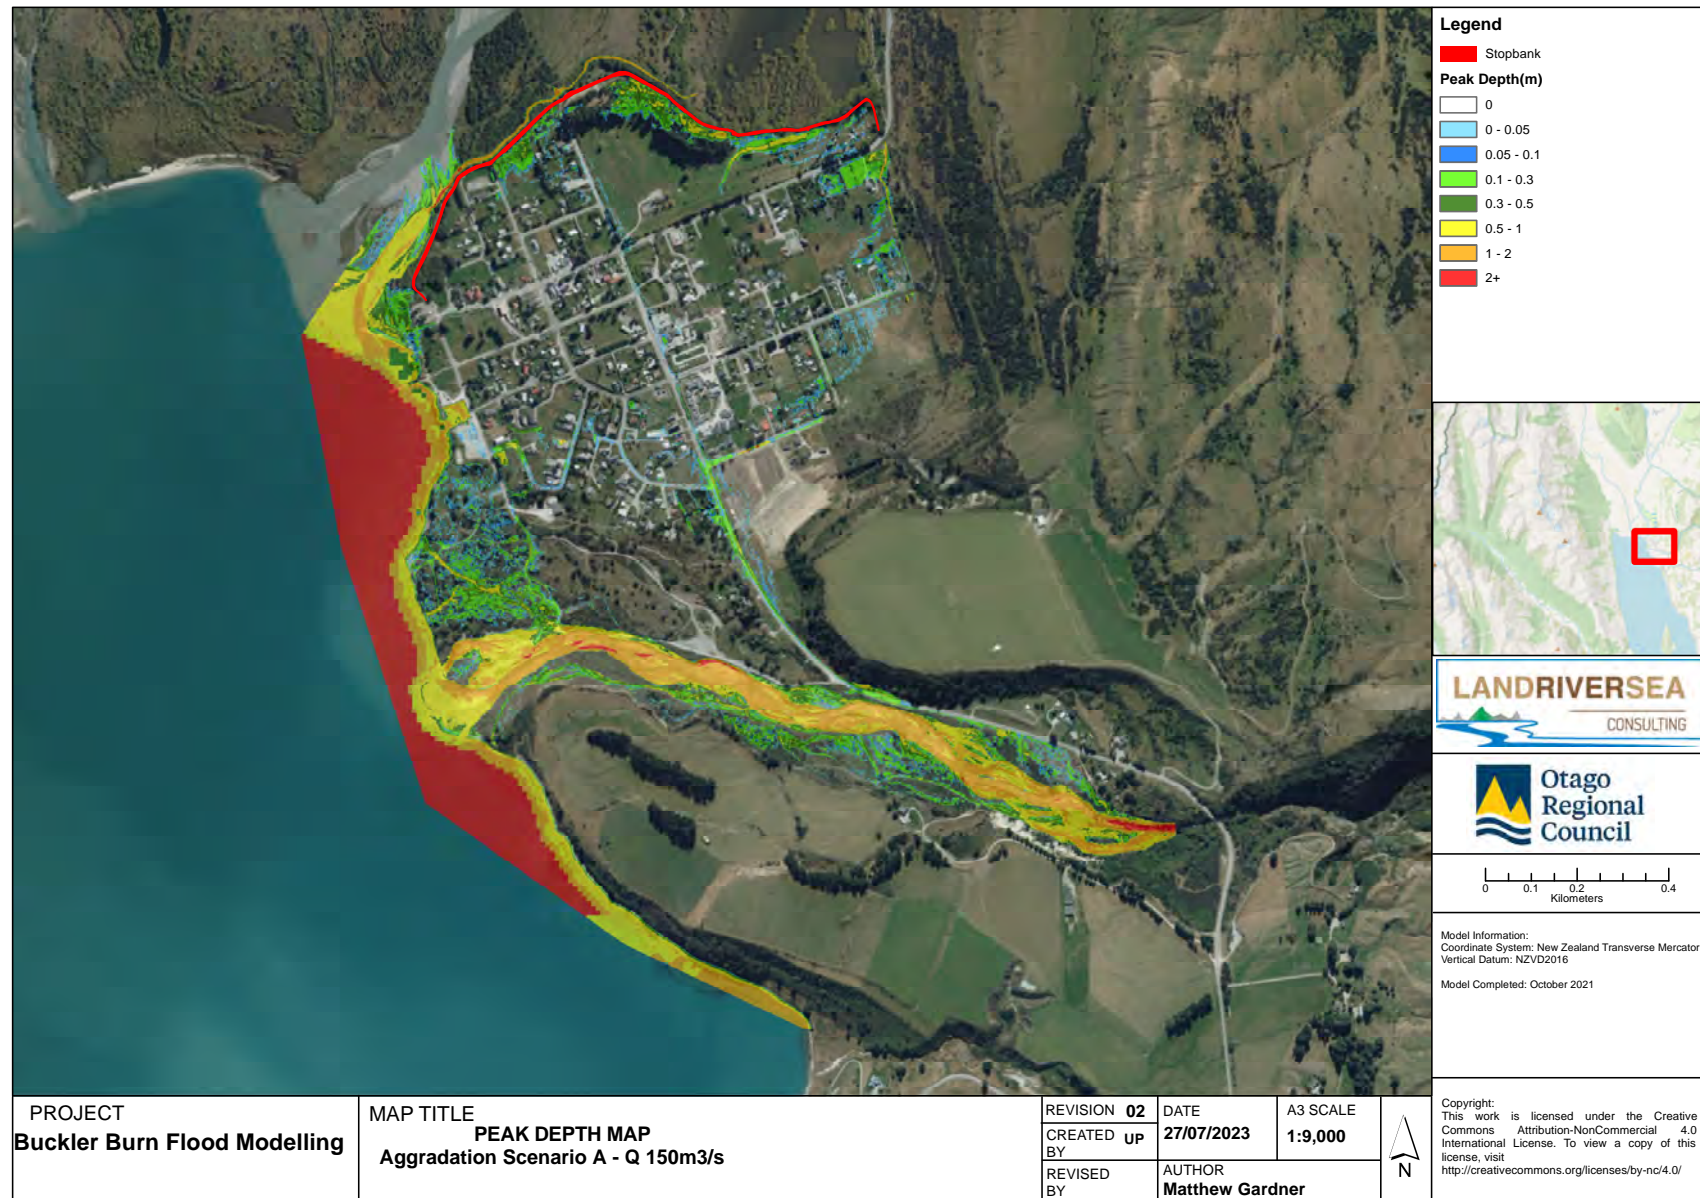 Legend
Stopbank
Peak Depth(m)
0
0 - 0.05
0.05 - 0.1
0.1 - 0.3
0.3 - 0.5
0.5 - 1
1 - 2
2+
LANDRIVERSEA
CONSULTING
Otago
Regional
Council
0 0.1 0.2 0.4
Kilometers
Model Information:
Coordinate System: New Zealand Transverse Mercator
Vertical Datum: NZVD2016
Model Completed: October 2021
Copyright:
This work is licensed under the Creative
Commons Attribution-NonCommercial 4.0
International License. To view a copy of this
license, visit
http://creativecommons.org/licenses/by-nc/4.0/
PROJECT
Buckler Burn Flood Modelling
MAP TITLE
PEAK DEPTH MAP
Aggradation Scenario A - Q 150m3/s
REVISION 02
CREATED BY UP
REVISED BY
DATE
27/07/2023
A3 SCALE
1:9,000
AUTHOR
Matthew Gardner
N